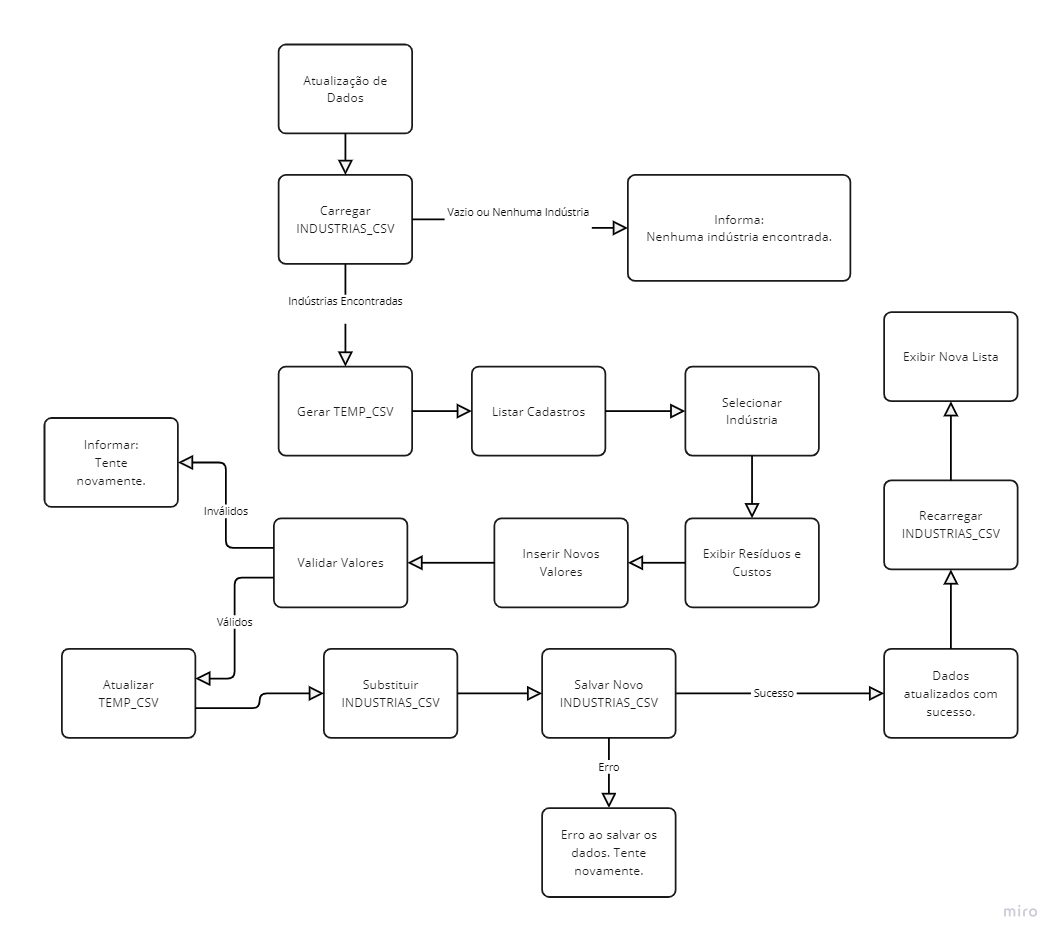 Atualização de
Dados
Carregar
INDUSTRIAS_CSV
Vazio ou Nenhuma Indústria
Informa:
Nenhuma indústria encontrada.
Indústrias Encontradas
Exibir Nova Lista
Gerar TEMP_CSV
Listar Cadastros
Selecionar
Indústria
Informar:
Tente
novamente.
Inválidos
Recarregar
INDUSTRIAS_CSV
Validar Valores
Inserir Novos
Valores
Exibir Resíduos e
Custos
Válidos
Atualizar
TEMP_CSV
Substituir
INDUSTRIAS_CSV
Salvar Novo
INDUSTRIAS_CSV
Sucesso
Dados
atualizados com
sucesso.
Erro
Erro ao salvar os
dados. Tente
novamente.
miro